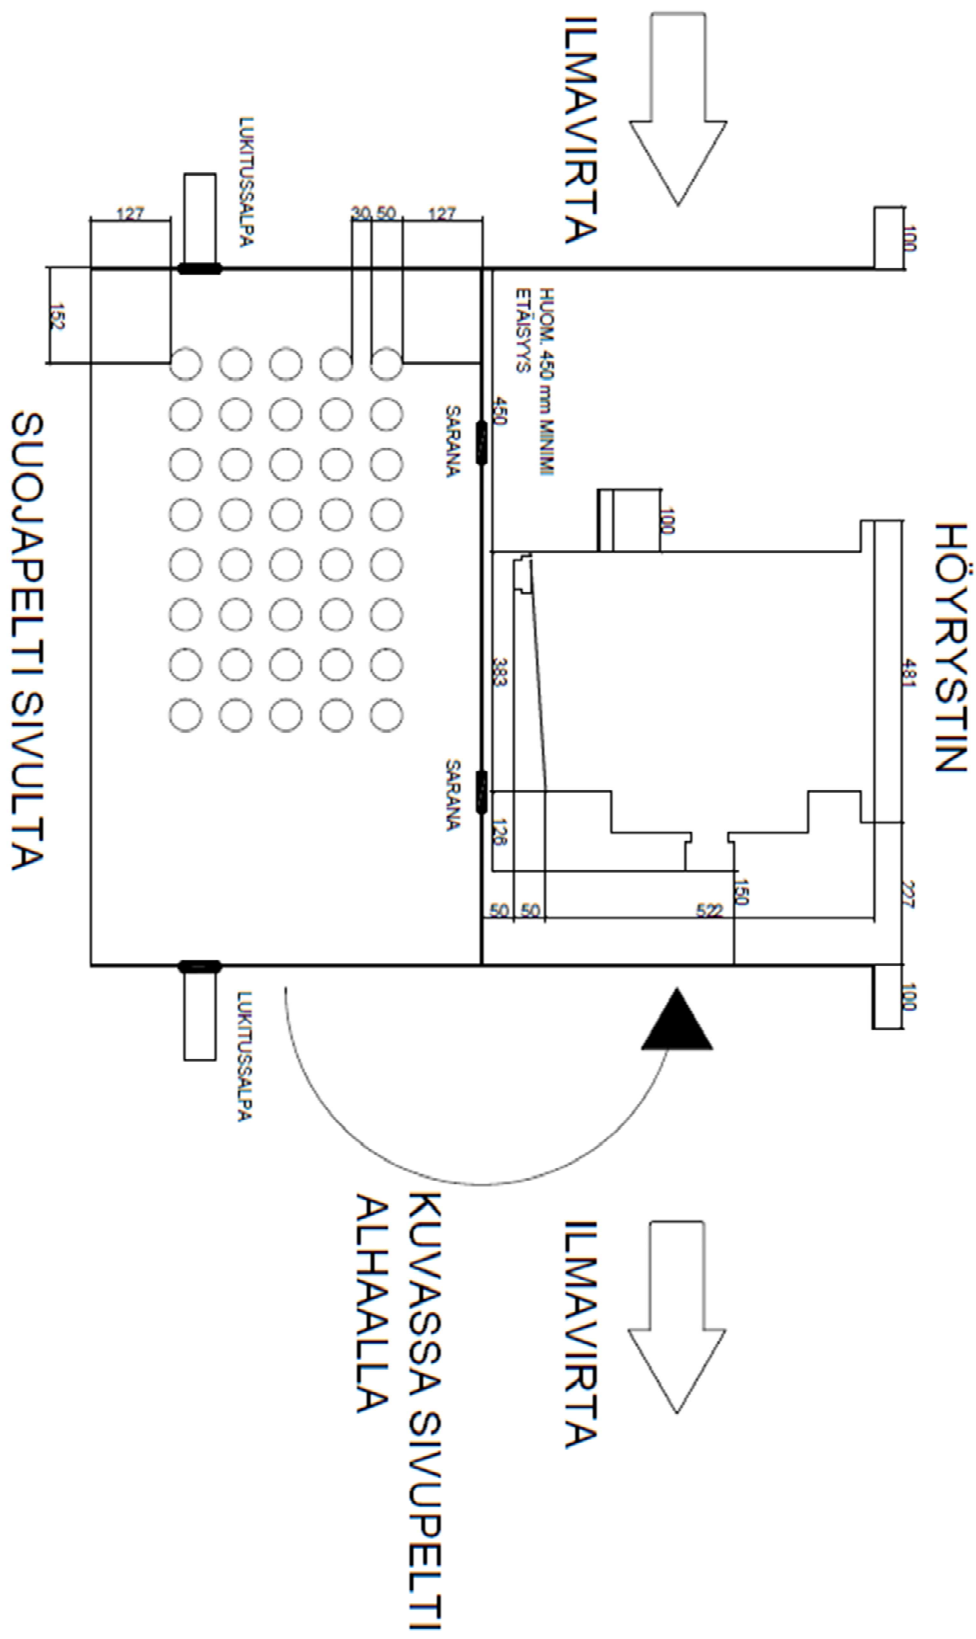 HÖYRYSTIN
100
481
227
100
ILMAVIRTA
ILMAVIRTA
100
150
522
50
50
HUOM. 450 mm MINIMI
ETÄISYYS
450
383
126
SARANA
SARANA
KUVASSA SIVUPELTI
ALHAALLA
127
50
30
127
152
LUKITUSSALPA
LUKITUSSALPA
SUOJAPELTI SIVULTA